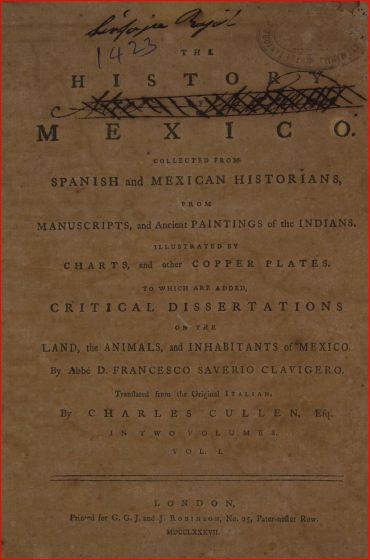 1423
THE
HISTORY
OF
MEXICO.
COLLECTED FROM
SPANISH and MEXICAN HISTORIANS,
FROM
MANUSCRIPTS, and Ancient PAINTINGS of the INDIANS.
ILLUSTRATED BY
CHARTS, and other COPPER PLATES.
TO WHICH ARE ADDED,
CRITICAL DISSERTATIONS
ON THE
LAND, the ANIMALS, and INHABITANTS of MEXICO.
By Abbé D. FRANCESCO SAVERIO CLAVIGERO.
Translated from the Original ITALIAN,
By CHARLES CULLEN, Esq.
IN TWO VOLUMES.
VOL. I.
LONDON,
Printed for G. G. J. and J. ROBINSON, No. 25, Pater-noster Row.
MDCCLXXXVII.